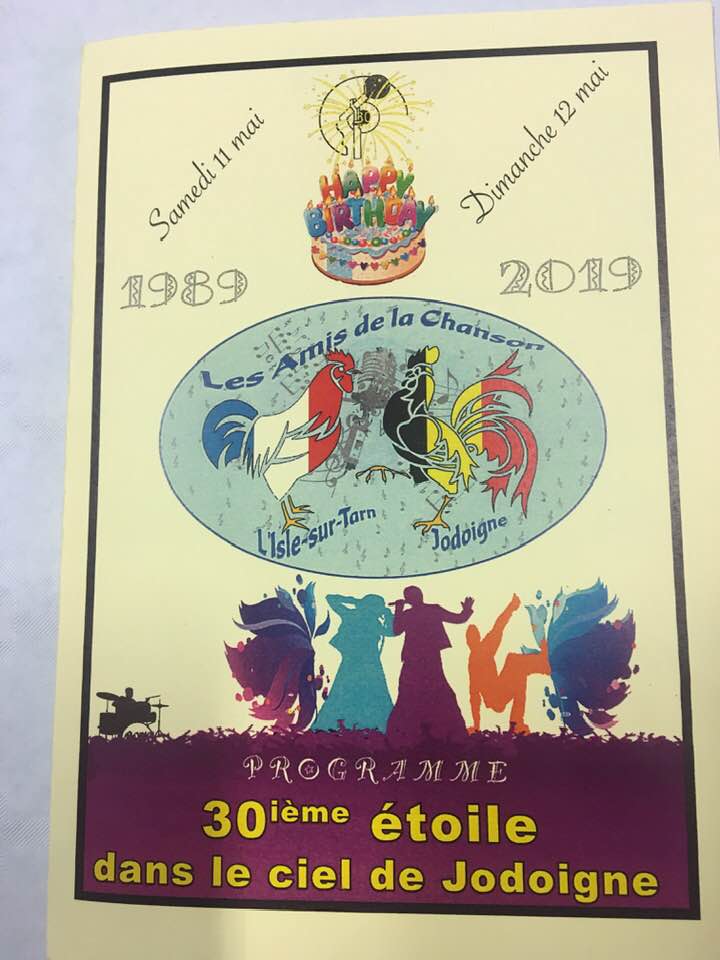 Samedi 11 mai
Dimanche 12 mai
30
HAPPY
BIRTHDAY
1989
2019
Les Amis de la Chanson
L'Isle-sur-Tarn
Jodoigne
PROGRAMME
30ième étoile
dans le ciel de Jodoigne